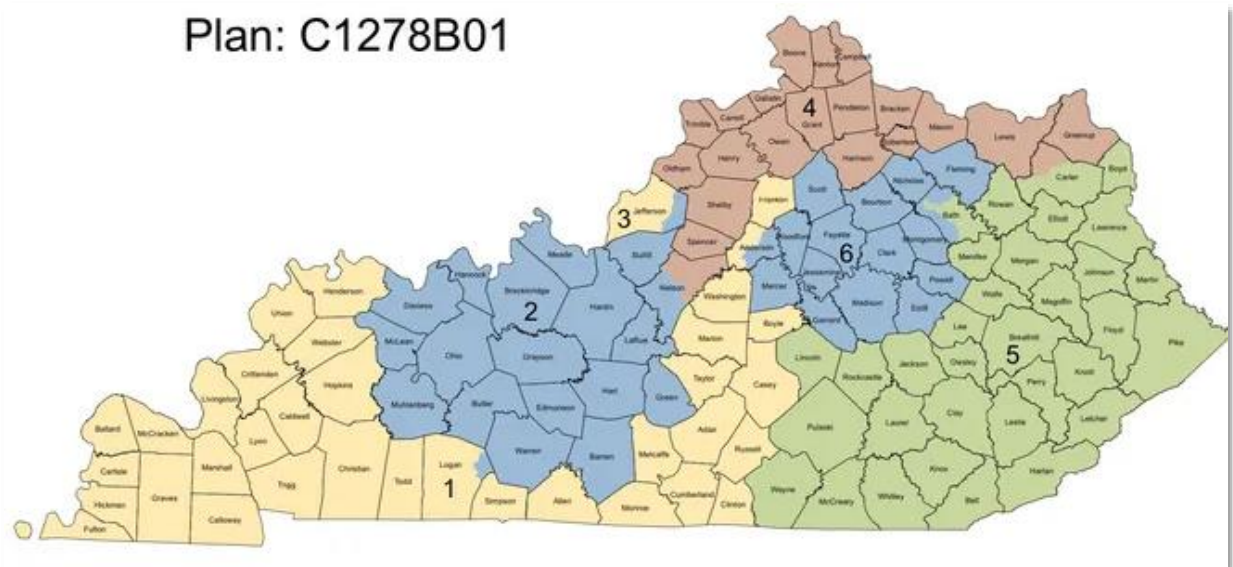 Plan: C1278B01
Boone
Kenton
Campbell
Gallatin
Carroll
Trimble
Grant
4
Pendleton
Bracken
Mason
Lewis
Greenup
Owen
Robertson
Henry
Harrison
Oldham
Shelby
Spencer
Fleming
Nicholas
Scott
Bourbon
Carter
Boyd
Rowan
Bath
Elliott
Lawrence
Jefferson
3
Franklin
Anderson
Woodford
Fayette
6
Clark
Montgomery
Menifee
Morgan
Johnson
Martin
Bullitt
Nelson
Jessamine
Mercer
Powell
Madison
Estill
Garrard
Wolfe
Magoffin
Floyd
Pike
Meade
Hancock
Breckinridge
2
Hardin
Daviess
Henderson
Union
Webster
McLean
Ohio
Grayson
Larue
Washington
Marion
Boyle
Lincoln
Lee
Breathitt
5
Knott
Crittenden
Livingston
Hopkins
Caldwell
Muhlenberg
Butler
Edmonson
Hart
Green
Taylor
Casey
Rockcastle
Jackson
Owsley
Perry
Letcher
Ballard
McCracken
Lyon
Warren
Barren
Metcalfe
Adair
Russell
Pulaski
Laurel
Clay
Leslie
Harlan
Carlisle
Graves
Marshall
Trigg
Christian
Todd
Logan
1
Simpson
Allen
Monroe
Cumberland
Clinton
Wayne
McCreary
Whitley
Knox
Bell
Hickman
Fulton
Calloway